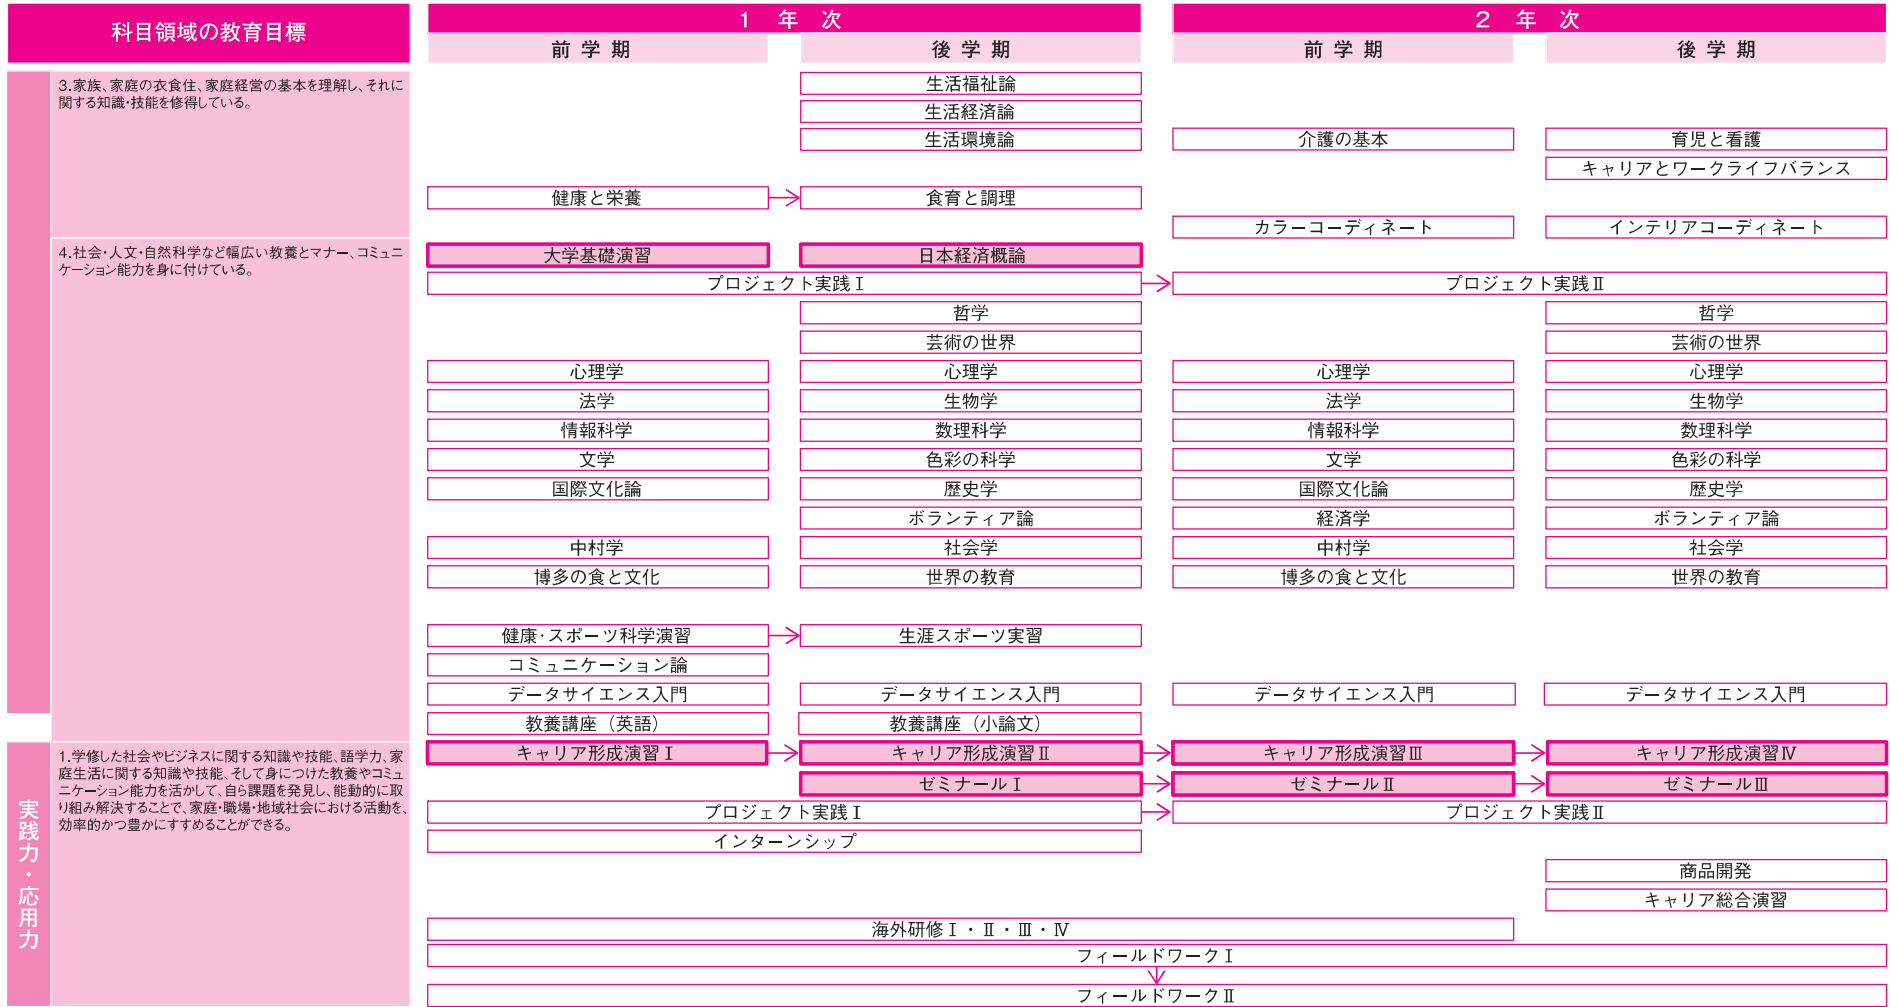 科目領域の教育目標
1 年 次
2 年 次
前 学 期
後 学 期
前 学 期
後 学 期
3.家族、家庭の衣食住、家庭経営の基本を理解し、それに
関する知識・技能を修得している。
生活福祉論
生活経済論
生活環境論
介護の基本
育児と看護
キャリアとワークライフバランス
健康と栄養
食育と調理
カラーコーディネート
インテリアコーディネート
4.社会・人文・自然科学など幅広い教養とマナー、コミュニ
ケーション能力を身に付けている。
大学基礎演習
日本経済概論
プロジェクト実践Ⅰ
プロジェクト実践Ⅱ
哲学
哲学
芸術の世界
芸術の世界
心理学
心理学
心理学
心理学
法学
生物学
法学
生物学
情報科学
数理科学
情報科学
数理科学
文学
色彩の科学
文学
色彩の科学
国際文化論
歴史学
国際文化論
歴史学
ボランティア論
経済学
ボランティア論
中村学
社会学
中村学
社会学
博多の食と文化
世界の教育
博多の食と文化
世界の教育
健康・スポーツ科学演習
生涯スポーツ実習
コミュニケーション論
データサイエンス入門
データサイエンス入門
データサイエンス入門
データサイエンス入門
教養講座（英語）
教養講座（小論文）
実践力・応用力
1.学修した社会やビジネスに関する知識や技能、語学力、家
庭生活に関する知識や技能、そして身につけた教養やコミュ
ニケーション能力を活かして、自ら課題を発見し、能動的に取
り組み解決することで、家庭・職場・地域社会における活動を、
効率的かつ豊かにすすめることができる。
キャリア形成演習Ⅰ
キャリア形成演習Ⅱ
キャリア形成演習Ⅲ
キャリア形成演習Ⅳ
ゼミナールⅠ
ゼミナールⅡ
ゼミナールⅢ
プロジェクト実践Ⅰ
プロジェクト実践Ⅱ
インターンシップ
商品開発
キャリア総合演習
海外研修Ⅰ・Ⅱ・Ⅲ・Ⅳ
フィールドワークⅠ
フィールドワークⅡ